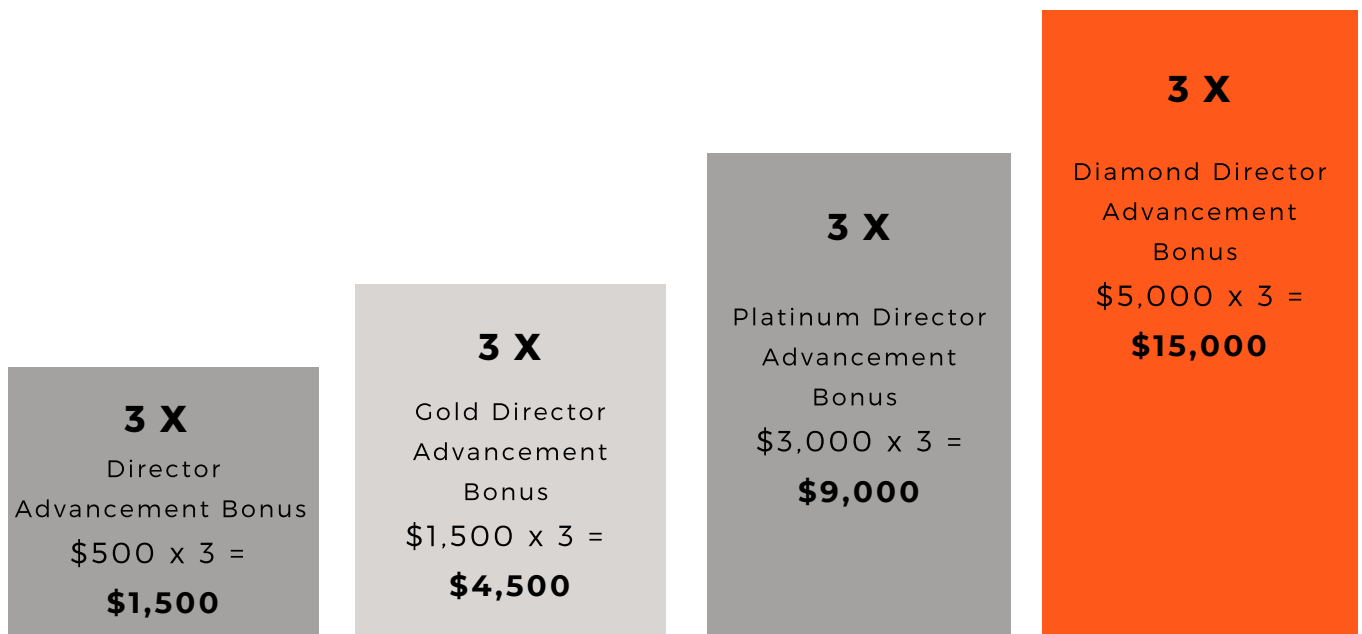 3 X
Director
Advancement Bonus
$500 x 3 =
$1,500
3 X
Gold Director
Advancement
Bonus
$1,500 x 3 =
$4,500
3 X
Platinum Director
Advancement
Bonus
$3,000 x 3 =
$9,000
3 X
Diamond Director
Advancement
Bonus
$5,000 x 3 =
$15,000